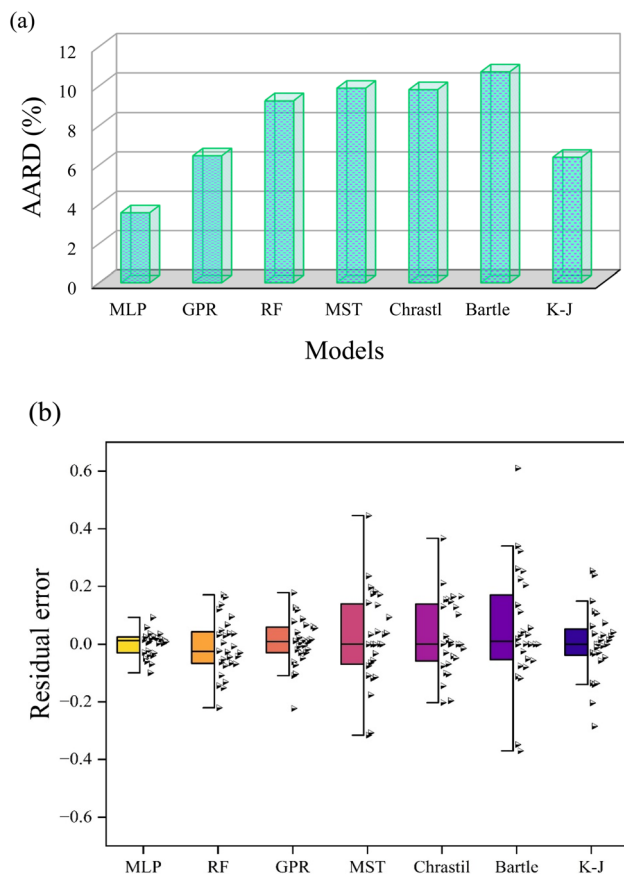 (a)
AARD (%)
12
10
8
6
4
2
0
MLP GPR RF MST Chrastl Bartle K-J
Models
(b)
Residual error
0.6
0.4
0.2
0.0
−0.2
−0.4
−0.6
MLP RF GPR MST Chrastil Bartle K-J